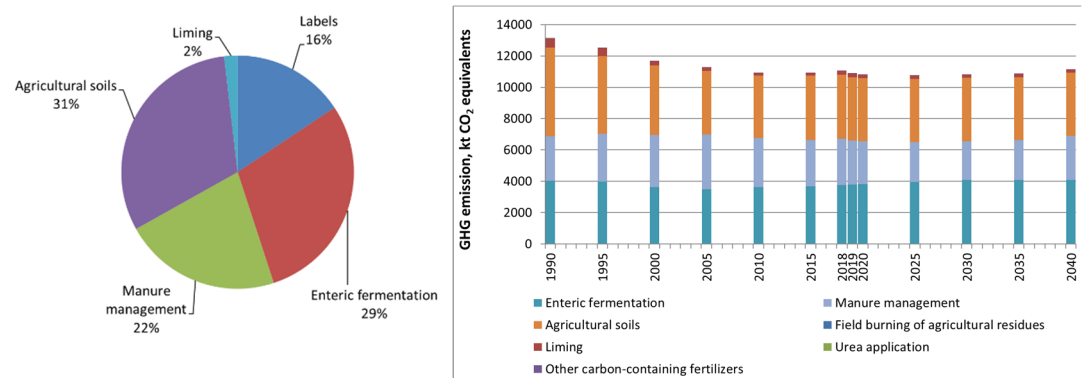 Labels
16%
Liming
2%
Agricultural soils
31%
Manure
management
22%
Enteric fermentation
29%
GHG emission, kt CO₂ equivalents
14000
12000
10000
8000
6000
4000
2000
0
1990
1995
2000
2005
2010
2015
2018
2019
2020
2025
2030
2035
2040
Enteric fermentation
Manure management
Agricultural soils
Field burning of agricultural residues
Liming
Urea application
Other carbon-containing fertilizers